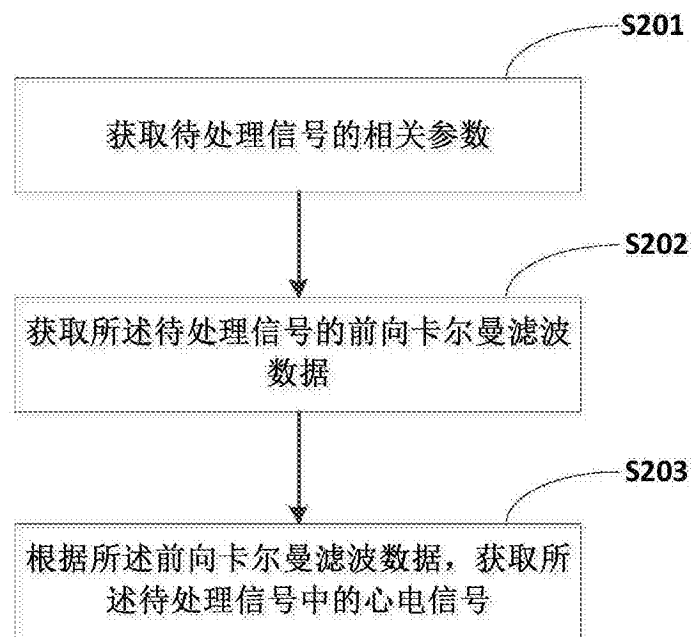 S201
获取待处理信号的相关参数
S202
获取所述待处理信号的前向卡尔曼滤波
数据
S203
根据所述前向卡尔曼滤波数据，获取所
述待处理信号中的心电信号